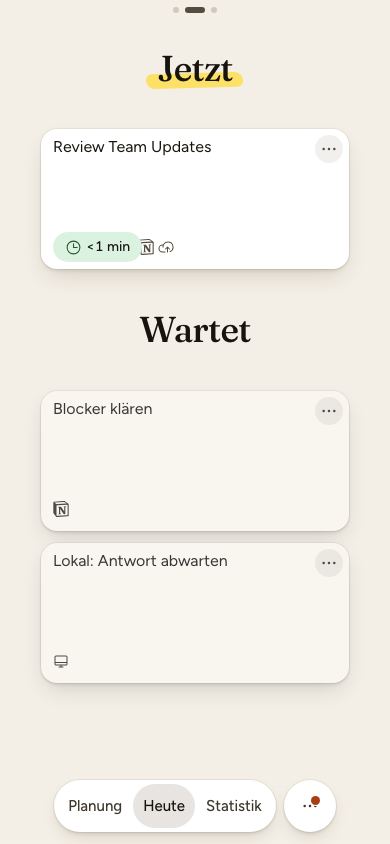 Jetzt
Review Team Updates
<1 min
Wartet
Blocker klären
Lokal: Antwort abwarten
Planung Heute Statistik